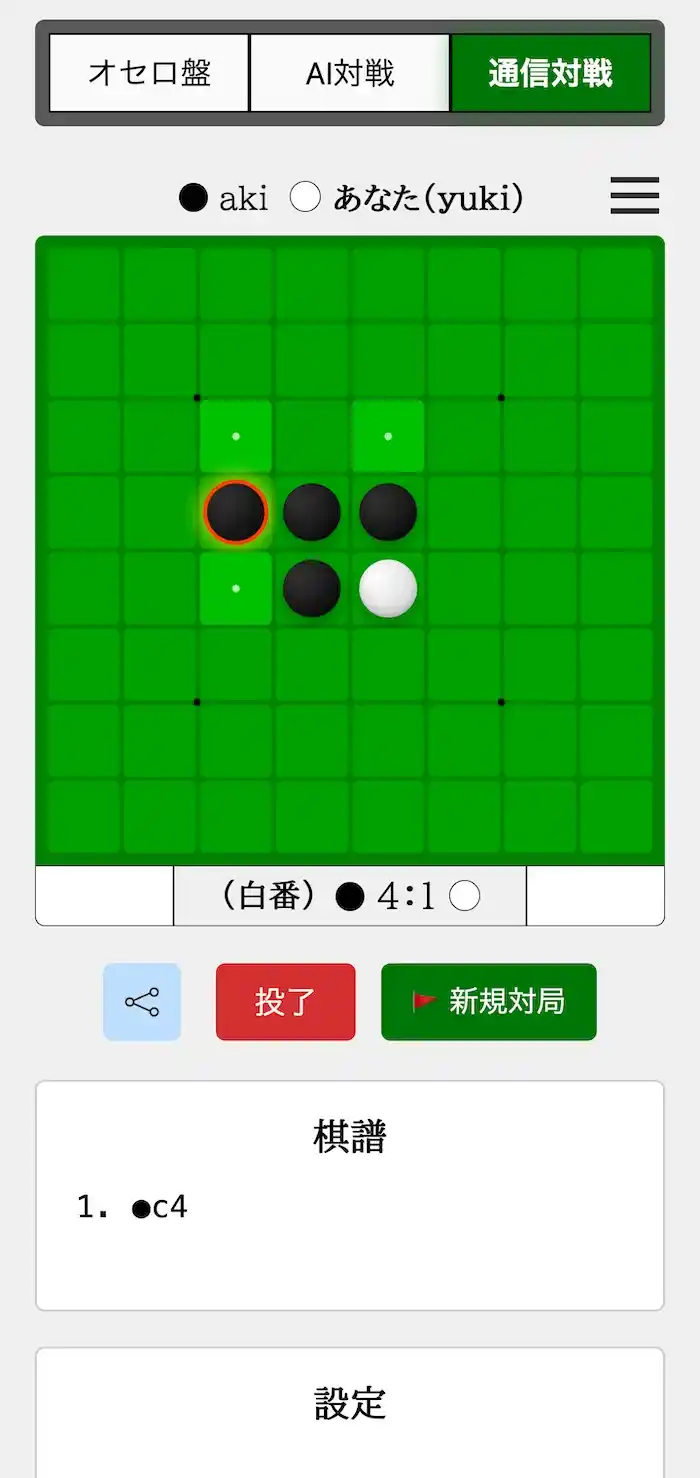 オセロ盤 AI対戦 通信対戦
● aki ○ あなた(yuki)
(白番) ● 4:1 ○
投了 新規対局
棋譜
1. ●c4
設定